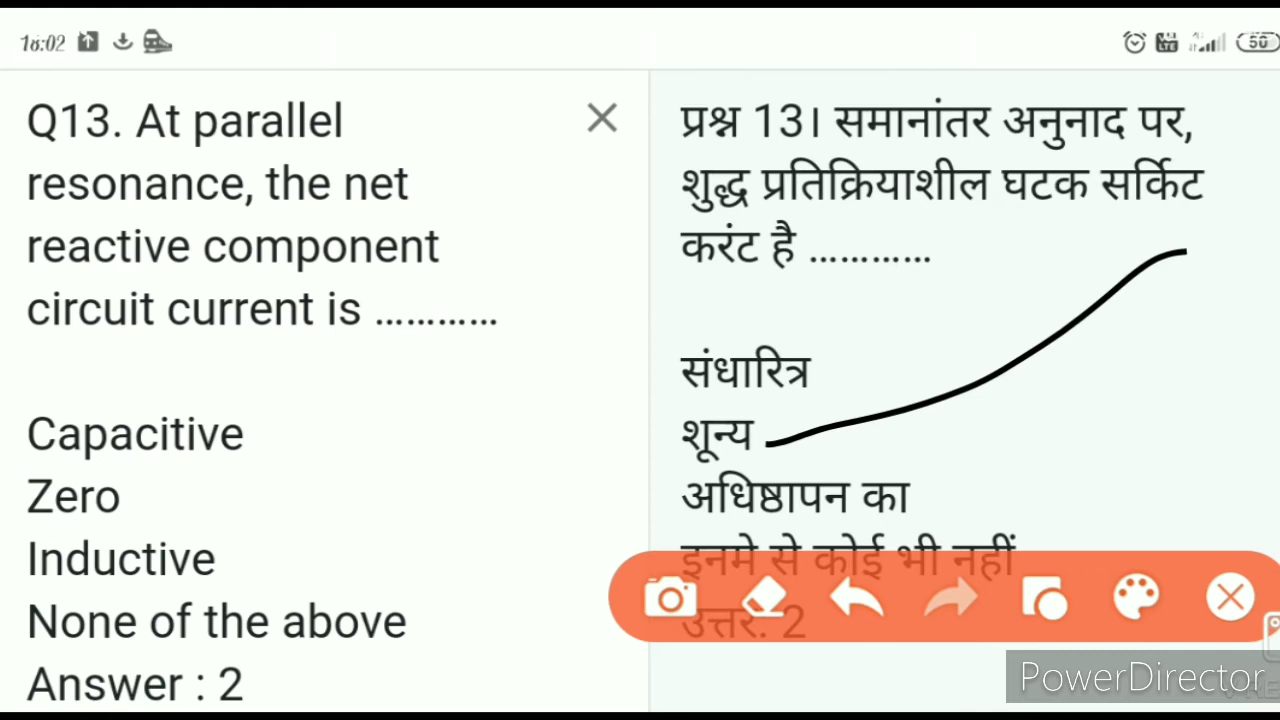 16:02
50
Q13. At parallel
resonance, the net
reactive component
circuit current is …………
Capacitive
Zero
Inductive
None of the above
Answer : 2
प्रश्न 13। समानांतर अनुनाद पर,
शुद्ध प्रतिक्रियाशील घटक सर्किट
करंट है …………
संधारित्र
शून्य
अधिष्ठापन का
इनमे से कोई भी नहीं
उत्तर: 2
PowerDirector